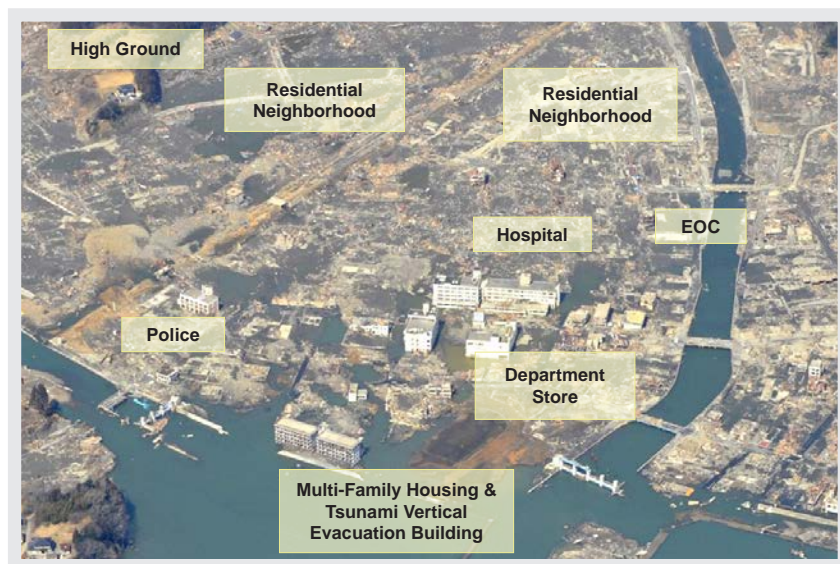 High Ground
Residential
Neighborhood
Residential
Neighborhood
Hospital
EOC
Police
Department
Store
Multi-Family Housing &
Tsunami Vertical
Evacuation Building